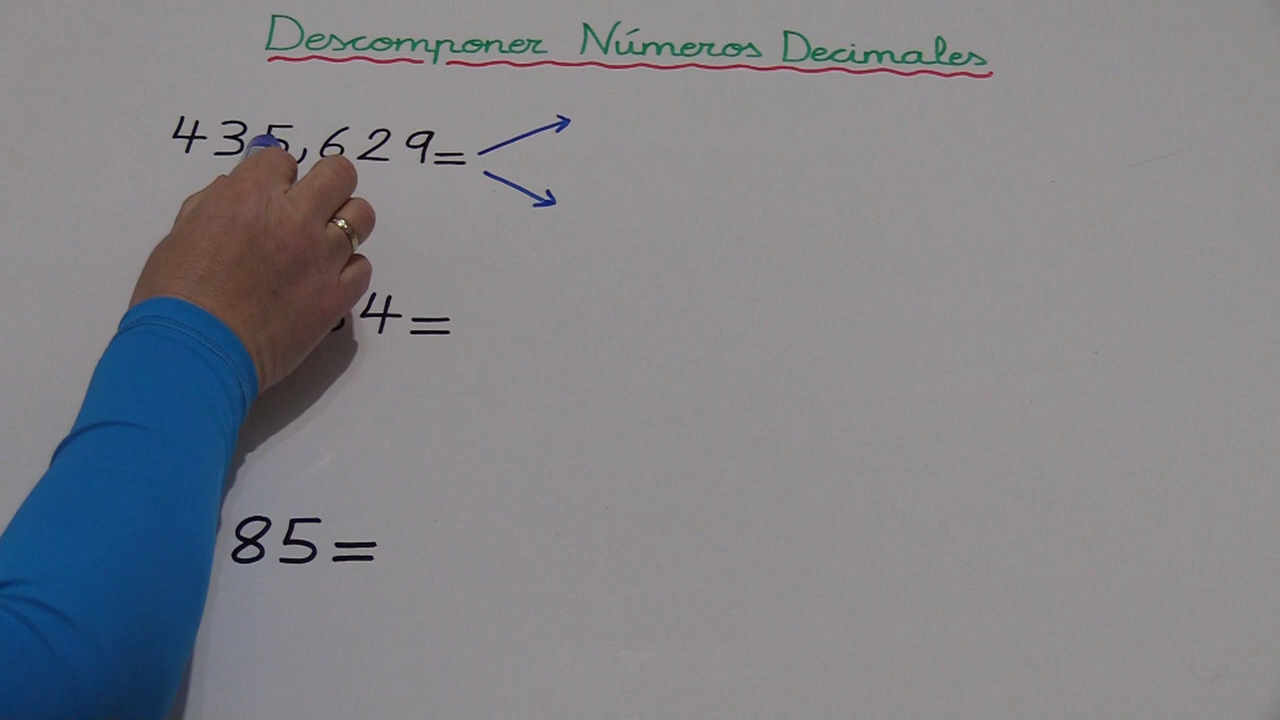 Descomponer Números Decimales
435,629=
4=
85=